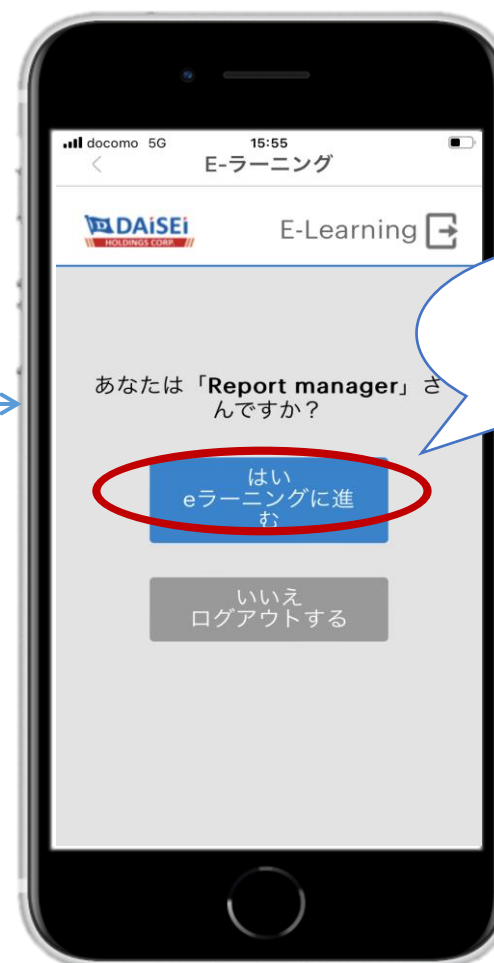 docomo 5G 15:55
E-ラーニング
DAiSEi
HOLDINGS CORP.
E-Learning
あなたは「Report manager」さ
んですか？
はい
eラーニングに進
む
いいえ
ログアウトする